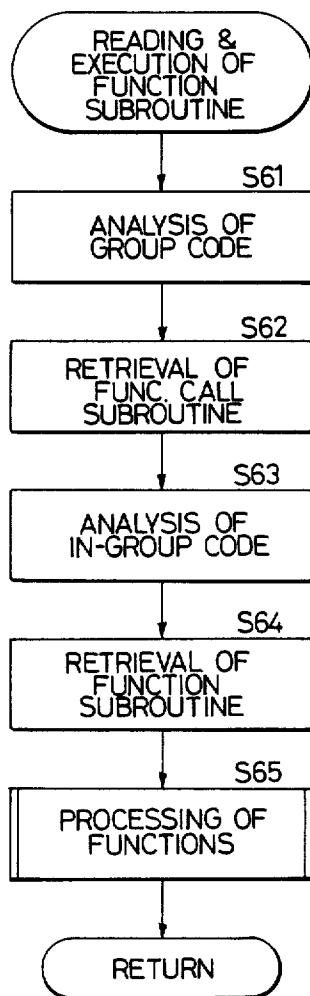 READING &
EXECUTION OF
FUNCTION
SUBROUTINE
S61
ANALYSIS OF
GROUP CODE
S62
RETRIEVAL OF
FUNC. CALL
SUBROUTINE
S63
ANALYSIS OF
IN-GROUP CODE
S64
RETRIEVAL OF
FUNCTION
SUBROUTINE
S65
PROCESSING OF
FUNCTIONS
RETURN